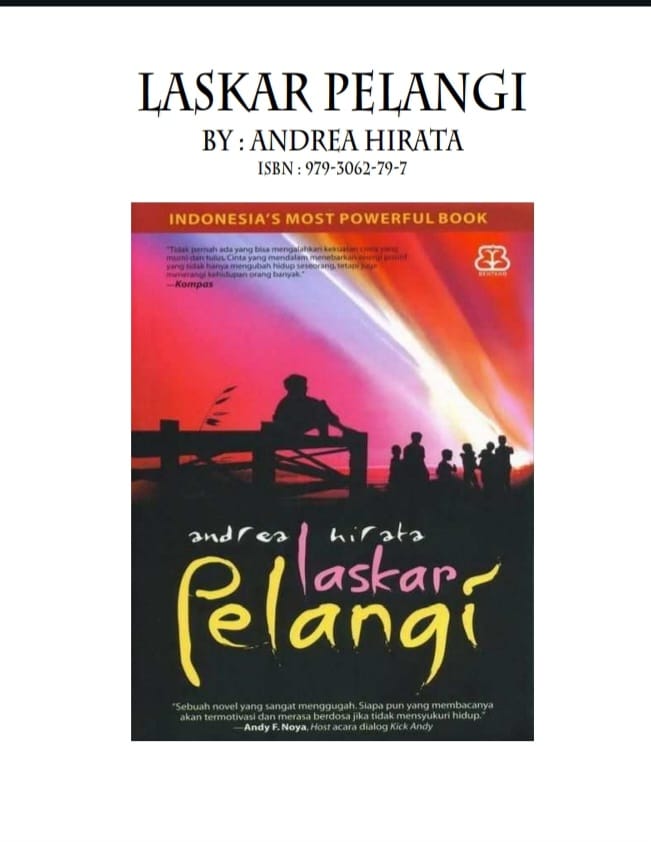 LASKAR PELANGI
BY : ANDREA HIRATA
ISBN : 979-3062-79-7
INDONESIA'S MOST POWERFUL BOOK
"Tidak pernah ada yang bisa mengalahkan kekuatan cinta yang
murni dan tulus. Cinta yang mendalam menebarkan energi positif
yang tidak hanya mengubah hidup seseorang, tetapi juga
menerangi kehidupan orang banyak."
—Kompas
BENTANG
andrea hirata
laskar
Pelangi
"Sebuah novel yang sangat menggugah. Siapa pun yang membacanya
akan termotivasi dan merasa berdosa jika tidak mensyukuri hidup."
—Andy F. Noya, Host acara dialog Kick Andy